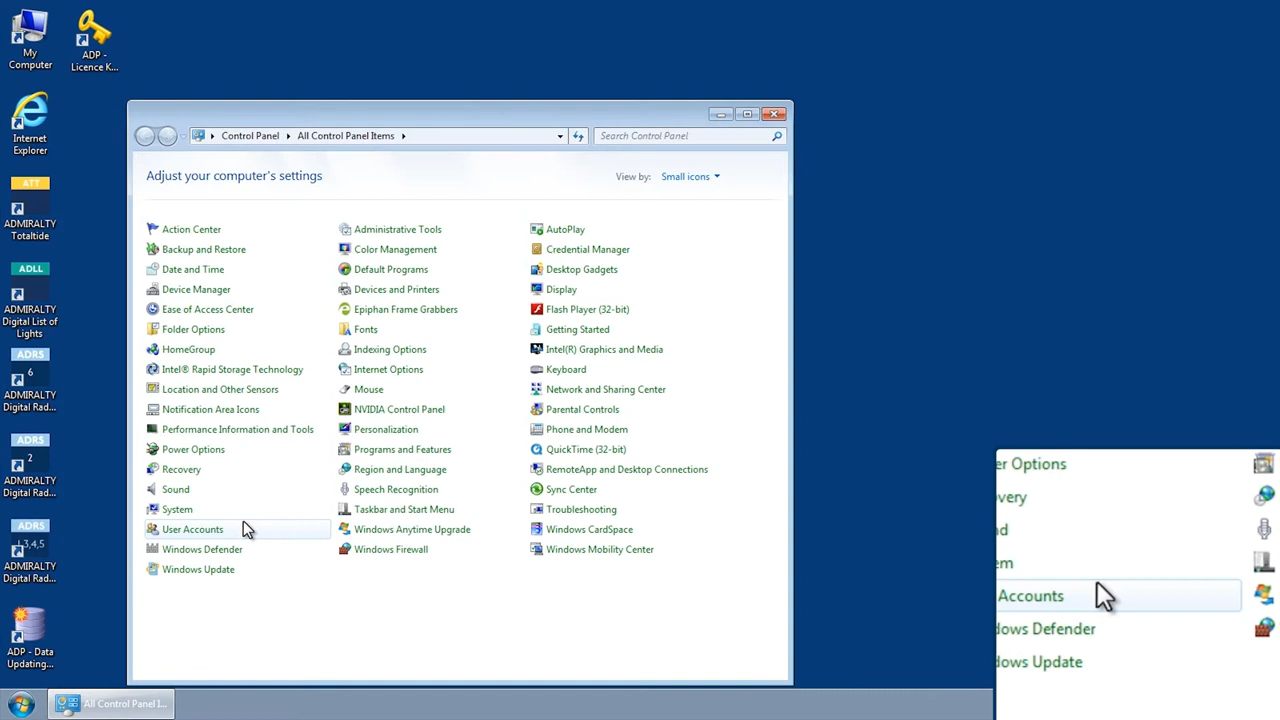 My
Computer
ADP -
Licence K...
Internet
Explorer
ATT
ADMIRALTY
Totaltide
ADLL
ADMIRALTY
Digital List of
Lights
ADRS
6
ADMIRALTY
Digital Rad...
ADRS
2
ADMIRALTY
Digital Rad...
ADRS
1,3,4,5
ADMIRALTY
Digital Rad...
ADP - Data
Updating...
Control Panel
All Control Panel Items
Search Control Panel
Adjust your computer's settings
View by: Small icons
Action Center
Administrative Tools
AutoPlay
Backup and Restore
Color Management
Credential Manager
Date and Time
Default Programs
Desktop Gadgets
Device Manager
Devices and Printers
Display
Ease of Access Center
Epiphan Frame Grabbers
Flash Player (32-bit)
Folder Options
Fonts
Getting Started
HomeGroup
Indexing Options
Intel(R) Graphics and Media
Intel® Rapid Storage Technology
Internet Options
Keyboard
Location and Other Sensors
Mouse
Network and Sharing Center
Notification Area Icons
NVIDIA Control Panel
Parental Controls
Performance Information and Tools
Personalization
Phone and Modem
Power Options
Programs and Features
QuickTime (32-bit)
Recovery
Region and Language
RemoteApp and Desktop Connections
Sound
Speech Recognition
Sync Center
System
Taskbar and Start Menu
Troubleshooting
User Accounts
Windows Anytime Upgrade
Windows CardSpace
Windows Defender
Windows Firewall
Windows Mobility Center
Windows Update
er Options
overy
nd
em
Accounts
dows Defender
dows Update
All Control Panel I...